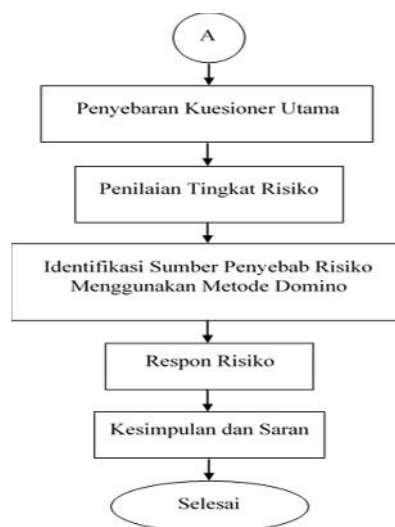 A
Penyebaran Kuesioner Utama
Penilaian Tingkat Risiko
Identifikasi Sumber Penyebab Risiko
Menggunakan Metode Domino
Respon Risiko
Kesimpulan dan Saran
Selesai